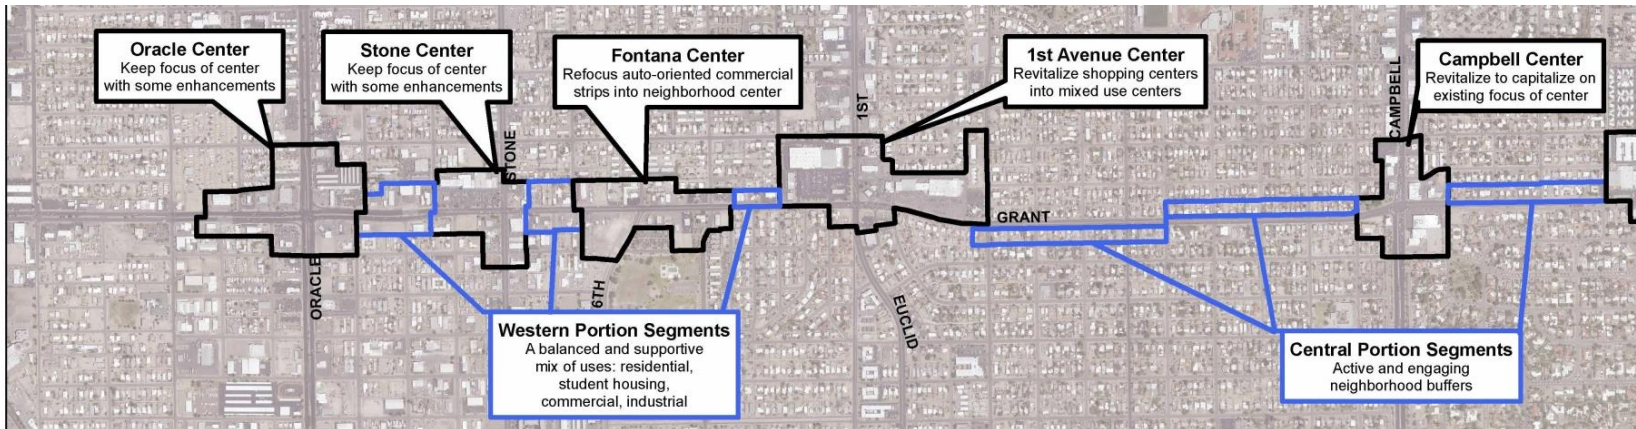 Oracle Center
Keep focus of center
with some enhancements
Stone Center
Keep focus of center
with some enhancements
Fontana Center
Refocus auto-oriented commercial
strips into neighborhood center
1st Avenue Center
Revitalize shopping centers
into mixed use centers
Campbell Center
Revitalize to capitalize on
existing focus of center
STONE
1ST
CAMPBELL
GRANT
ORACLE
6TH
EUCLID
Western Portion Segments
A balanced and supportive
mix of uses: residential,
student housing,
commercial, industrial
Central Portion Segments
Active and engaging
neighborhood buffers